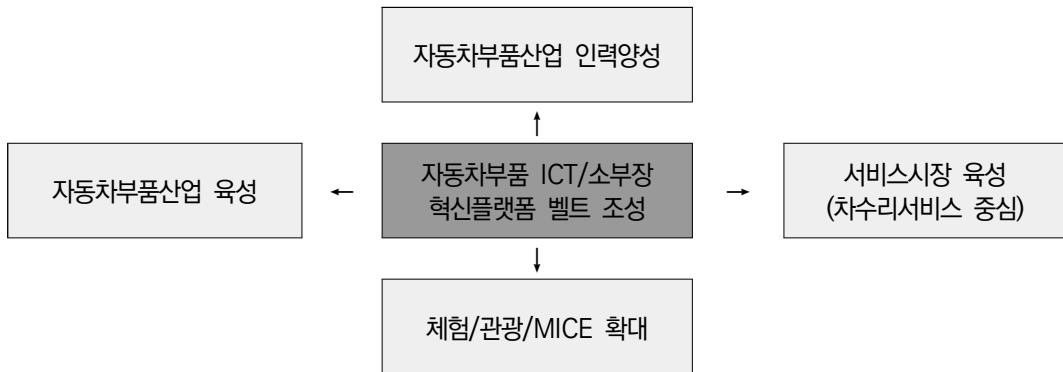 자동차부품산업 인력양성
자동차부품산업 육성
자동차부품 ICT/소부장
혁신플랫폼 벨트 조성
서비스시장 육성
(차수리서비스 중심)
체험/관광/MICE 확대